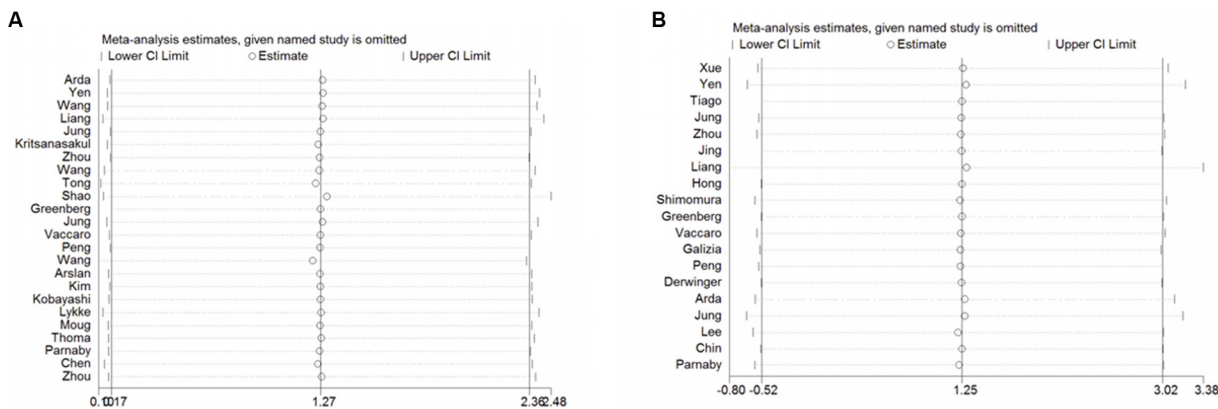 A
Meta-analysis estimates, given named study is omitted
Lower CI Limit Estimate Upper CI Limit
Arda
Yen
Wang
Liang
Jung
Kritsanasakul
Zhou
Wang
Tong
Shao
Greenberg
Jung
Vaccaro
Peng
Wang
Arslan
Kim
Kobayashi
Lykke
Moug
Thoma
Parnaby
Chen
Zhou
1.27 2.36 2.48
B
Meta-analysis estimates, given named study is omitted
Lower CI Limit Estimate Upper CI Limit
Xue
Yen
Tiago
Jung
Zhou
Jing
Liang
Hong
Shimomura
Greenberg
Vaccaro
Galizia
Peng
Derwinger
Arda
Jung
Lee
Chin
Parnaby
-0.80 -0.52 1.25 3.02 3.38